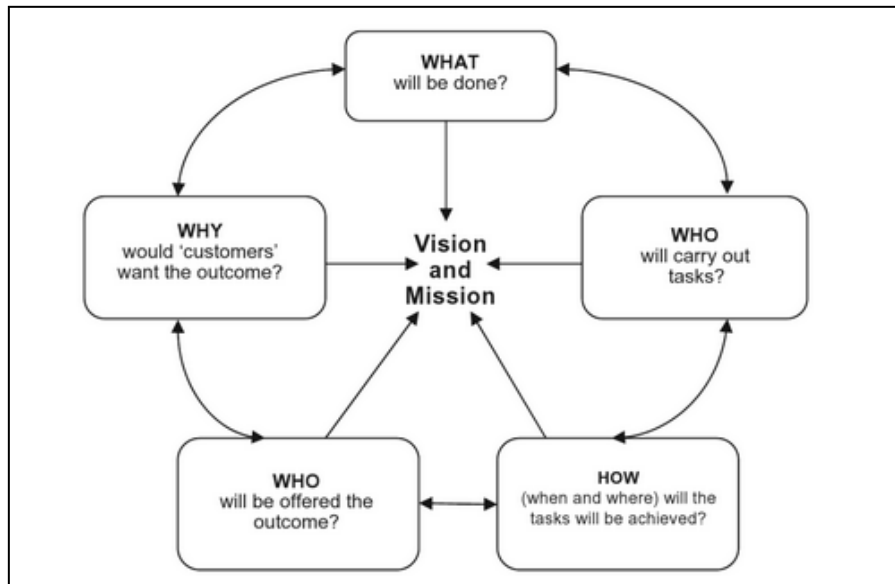 WHAT
will be done?
WHY
would ‘customers’
want the outcome?
Vision
and
Mission
WHO
will carry out
tasks?
WHO
will be offered the
outcome?
HOW
(when and where) will the
tasks will be achieved?